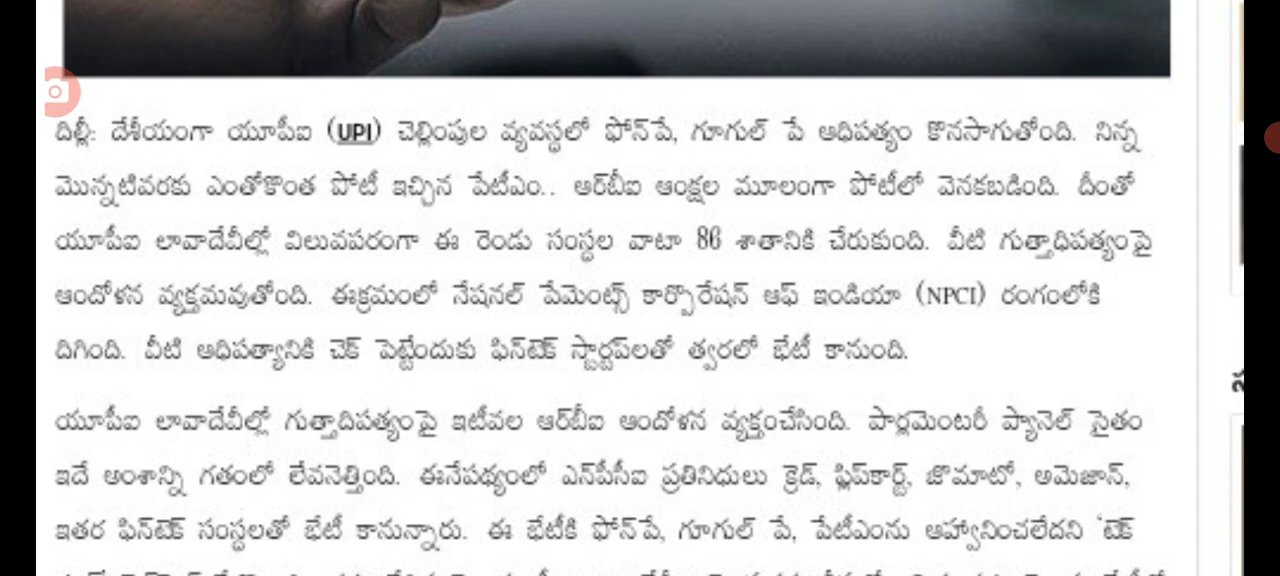 దిల్లీ: దేశీయంగా యూపీఐ (UPI) చెల్లింపుల వ్యవస్థలో ఫోన్‌పే, గూగుల్ పే ఆధిపత్యం కొనసాగుతోంది. నిన్న
మొన్నటివరకు ఎంతోకొంత పోటీ ఇచ్చిన పేటీఎం.. ఆర్‌బీఐ ఆంక్షల మూలంగా పోటీలో వెనకబడింది. దీంతో
యూపీఐ లావాదేవీల్లో విలువపరంగా ఈ రెండు సంస్థల వాటా 86 శాతానికి చేరుకుంది. వీటి గుత్తాధిపత్యంపై
ఆందోళన వ్యక్తమవుతోంది. ఈక్రమంలో నేషనల్ పేమెంట్స్ కార్పొరేషన్ ఆఫ్ ఇండియా (NPCI) రంగంలోకి
దిగింది. వీటి ఆధిపత్యానికి చెక్ పెట్టేందుకు ఫిన్‌టెక్ స్టార్టప్‌లతో త్వరలో భేటీ కానుంది.
యూపీఐ లావాదేవీల్లో గుత్తాదిపత్యంపై ఇటీవల ఆర్‌బీఐ ఆందోళన వ్యక్తంచేసింది. పార్లమెంటరీ ప్యానెల్ సైతం
ఇదే అంశాన్ని గతంలో లేవనెత్తింది. ఈనేపథ్యంలో ఎన్‌పీసీఐ ప్రతినిధులు క్రెడ్, ఫ్లిప్‌కార్ట్, జొమాటో, అమెజాన్,
ఇతర ఫిన్‌టెక్ సంస్థలతో భేటీ కానున్నారు. ఈ భేటీకి ఫోన్‌పే, గూగుల్ పే, పేటీఎంను ఆహ్వానించలేదని 'టెక్